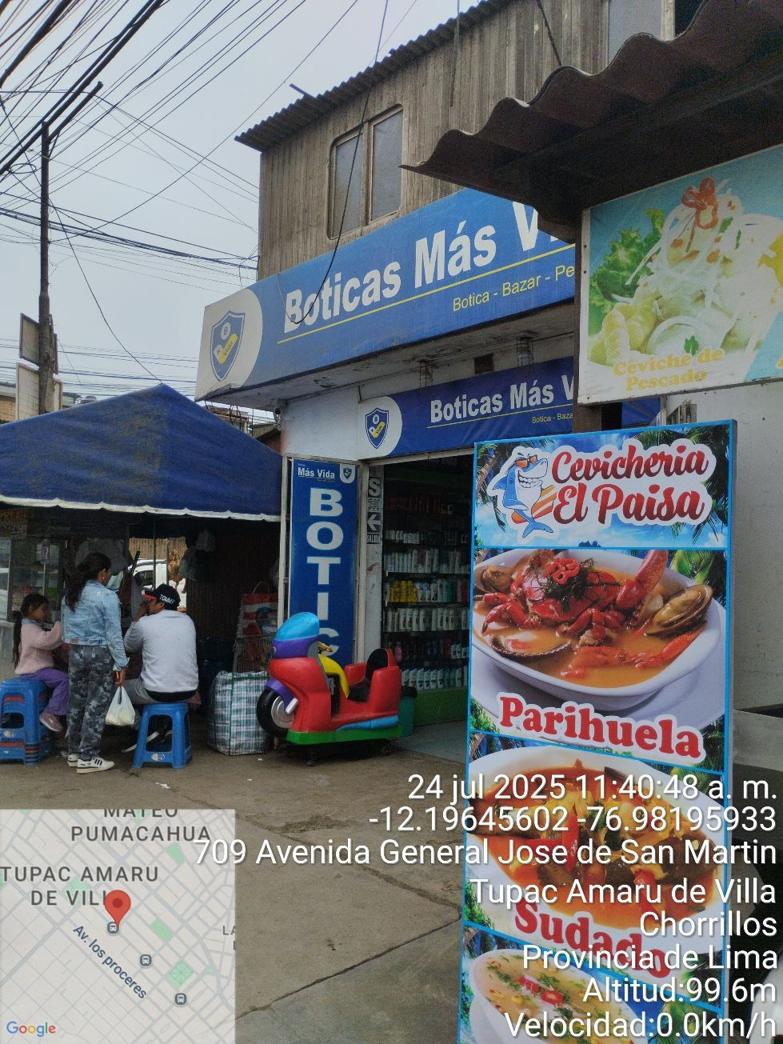 Boticas Más V
Botica - Bazar - Pe
Boticas Más V
Botica - Bazar
Más Vida
BOTIC
Ceviche de
Pescado
Cevicheria
El Paisa
Parihuela
Sudado
24 jul 2025 11:40:48 a. m.
-12.19645602 -76.98195933
709 Avenida General Jose de San Martin
Tupac Amaru de Villa
Chorrillos
Provincia de Lima
Altitud:99.6m
Velocidad:0.0km/h
MATEO
PUMACAHUA
TUPAC AMARU
DE VILL
Av. los proceres
Google